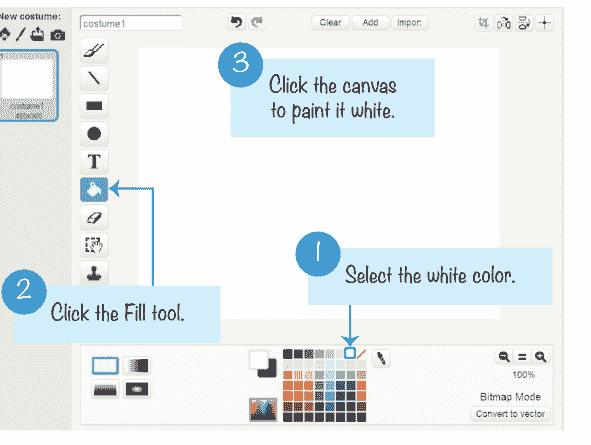 New costume:
costume1
Clear
Add
Import
1
3
Click the canvas
to paint it white.
T
1
Select the white color.
2
Click the Fill tool.
100%
Bitmap Mode
Convert to vector